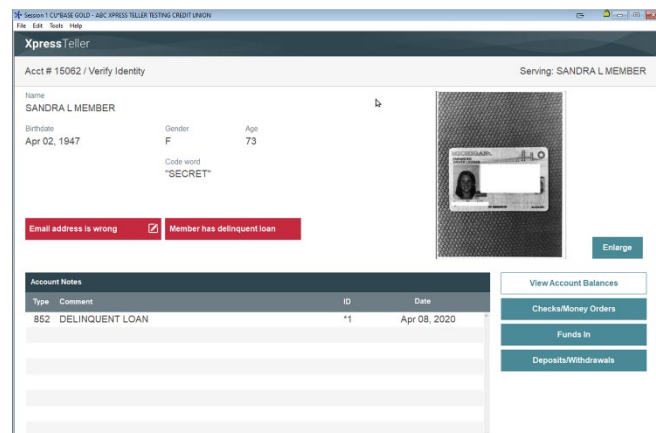 Session 1 CU*BASE GOLD - ABC XPRESS TELLER TESTING CREDIT UNION
File Edit Tools Help
XpressTeller
Acct # 15062 / Verify Identity
Serving: SANDRA L MEMBER
Name
SANDRA L MEMBER
Birthdate Gender Age
Apr 02, 1947 F 73
Code word
"SECRET"
MICHIGAN
Email address is wrong
Member has delinquent loan
Enlarge
Account Notes
Type Comment ID Date
852 DELINQUENT LOAN *1 Apr 08, 2020
View Account Balances
Checks/Money Orders
Funds In
Deposits/Withdrawals